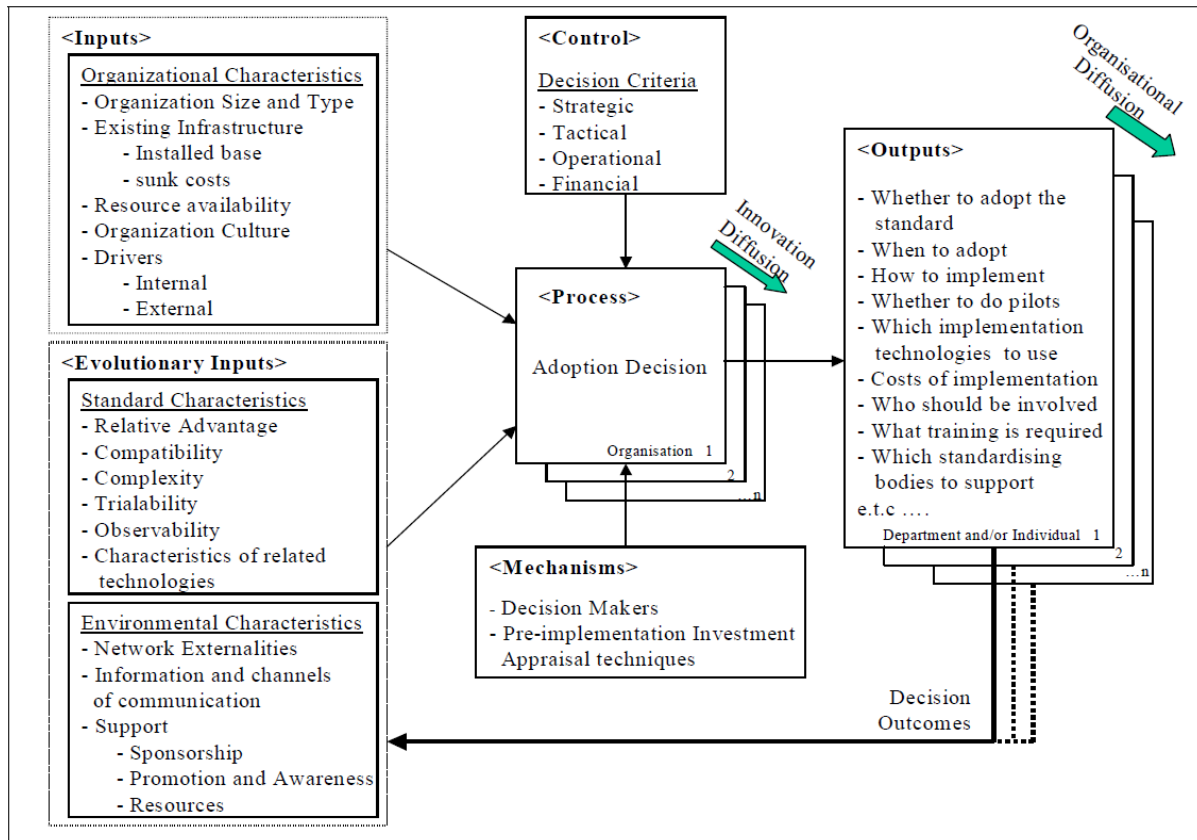 <Inputs>
Organizational Characteristics
- Organization Size and Type
- Existing Infrastructure
- Installed base
- sunk costs
- Resource availability
- Organization Culture
- Drivers
- Internal
- External
<Evolutionary Inputs>
Standard Characteristics
- Relative Advantage
- Compatibility
- Complexity
- Trialability
- Observability
- Characteristics of related
technologies
Environmental Characteristics
- Network Externalities
- Information and channels
of communication
- Support
- Sponsorship
- Promotion and Awareness
- Resources
<Control>
Decision Criteria
- Strategic
- Tactical
- Operational
- Financial
Innovation
Diffusion
<Process>
Adoption Decision
Organisation 1
2
...n
<Mechanisms>
- Decision Makers
- Pre-implementation Investment
Appraisal techniques
Organisational
Diffusion
<Outputs>
- Whether to adopt the
standard
- When to adopt
- How to implement
- Whether to do pilots
- Which implementation
technologies to use
- Costs of implementation
- Who should be involved
- What training is required
- Which standardising
bodies to support
e.t.c ....
Department and/or Individual 1
2
...n
Decision
Outcomes